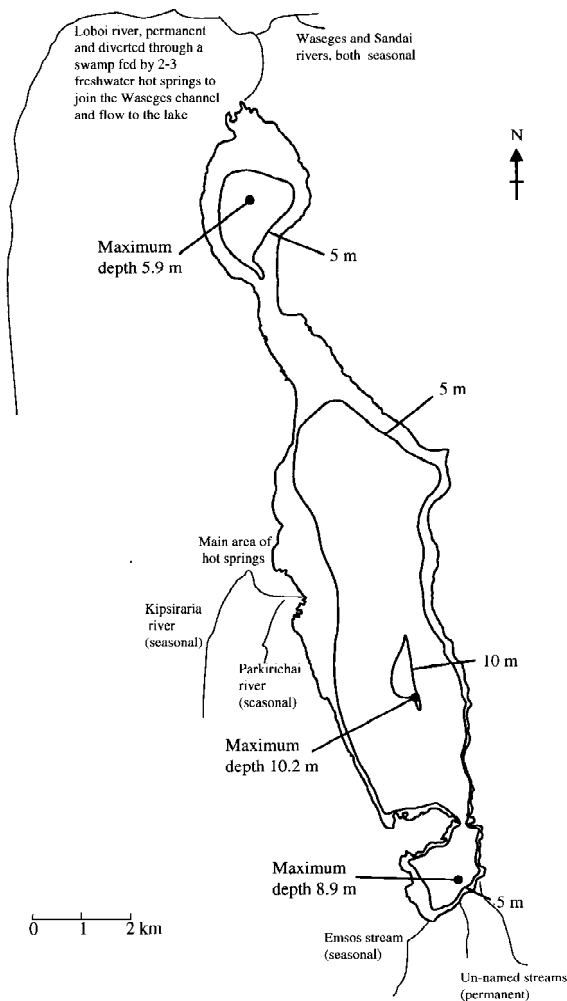 Loboi river, permanent
and diverted through a
swamp fed by 2-3
freshwater hot springs to
join the Waseges channel
and flow to the lake
Waseges and Sandai
rivers, both seasonal
N
Maximum
depth 5.9 m
5 m
5 m
Main area of
hot springs
Kipsiraria
river
(seasonal)
Parkirichai
river
(seasonal)
10 m
Maximum
depth 10.2 m
Maximum
depth 8.9 m
5 m
0 1 2 km
Emsos stream
(seasonal)
Un-named streams
(permanent)